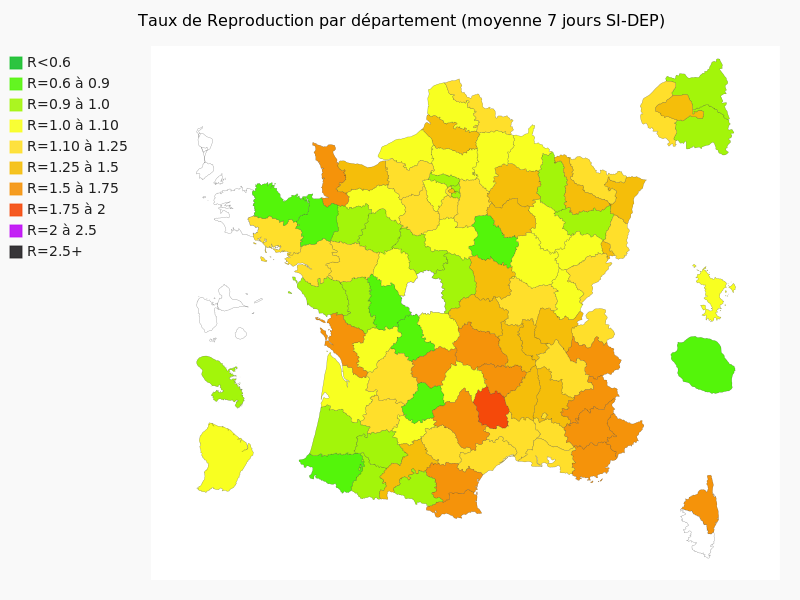 Taux de Reproduction par département (moyenne 7 jours SI-DEP)
R<0.6
R=0.6 à 0.9
R=0.9 à 1.0
R=1.0 à 1.10
R=1.10 à 1.25
R=1.25 à 1.5
R=1.5 à 1.75
R=1.75 à 2
R=2 à 2.5
R=2.5+